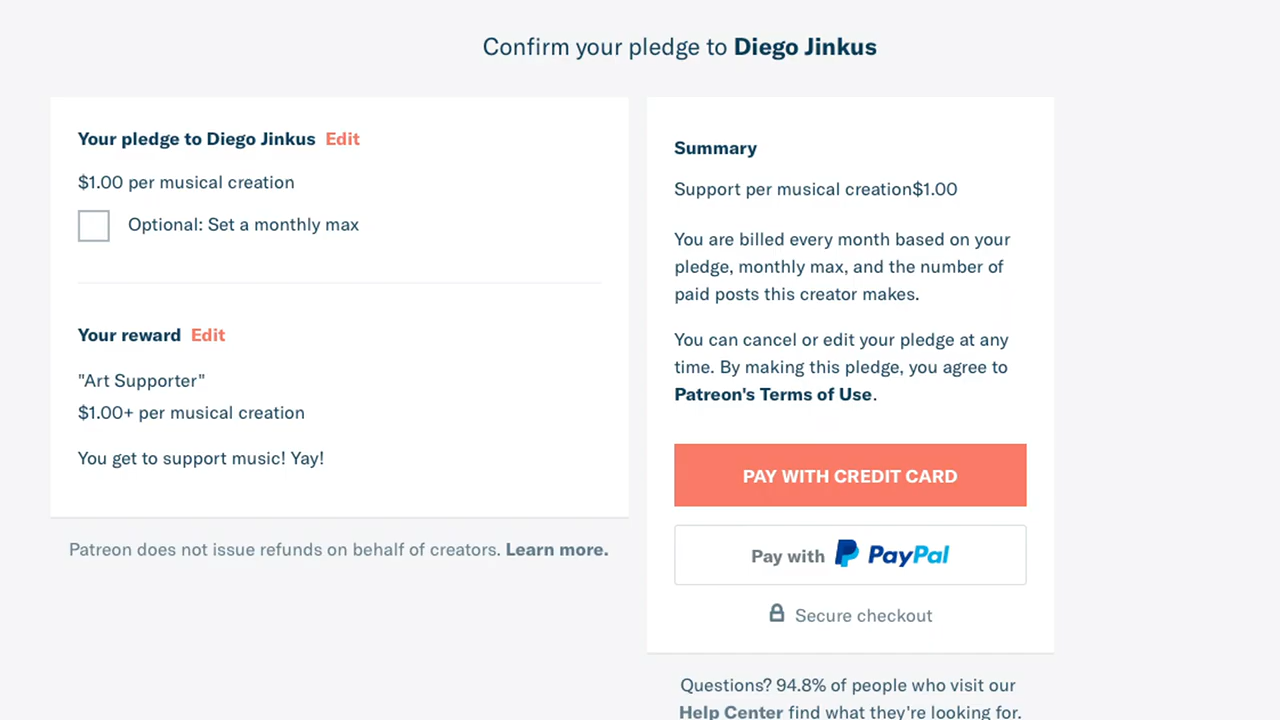 Confirm your pledge to Diego Jinkus
Your pledge to Diego Jinkus Edit
$1.00 per musical creation
Optional: Set a monthly max
Your reward Edit
"Art Supporter"
$1.00+ per musical creation
You get to support music! Yay!
Patreon does not issue refunds on behalf of creators. Learn more.
Summary
Support per musical creation$1.00
You are billed every month based on your
pledge, monthly max, and the number of
paid posts this creator makes.
You can cancel or edit your pledge at any
time. By making this pledge, you agree to
Patreon's Terms of Use.
PAY WITH CREDIT CARD
Pay with PayPal
Secure checkout
Questions? 94.8% of people who visit our
Help Center find what they're looking for.